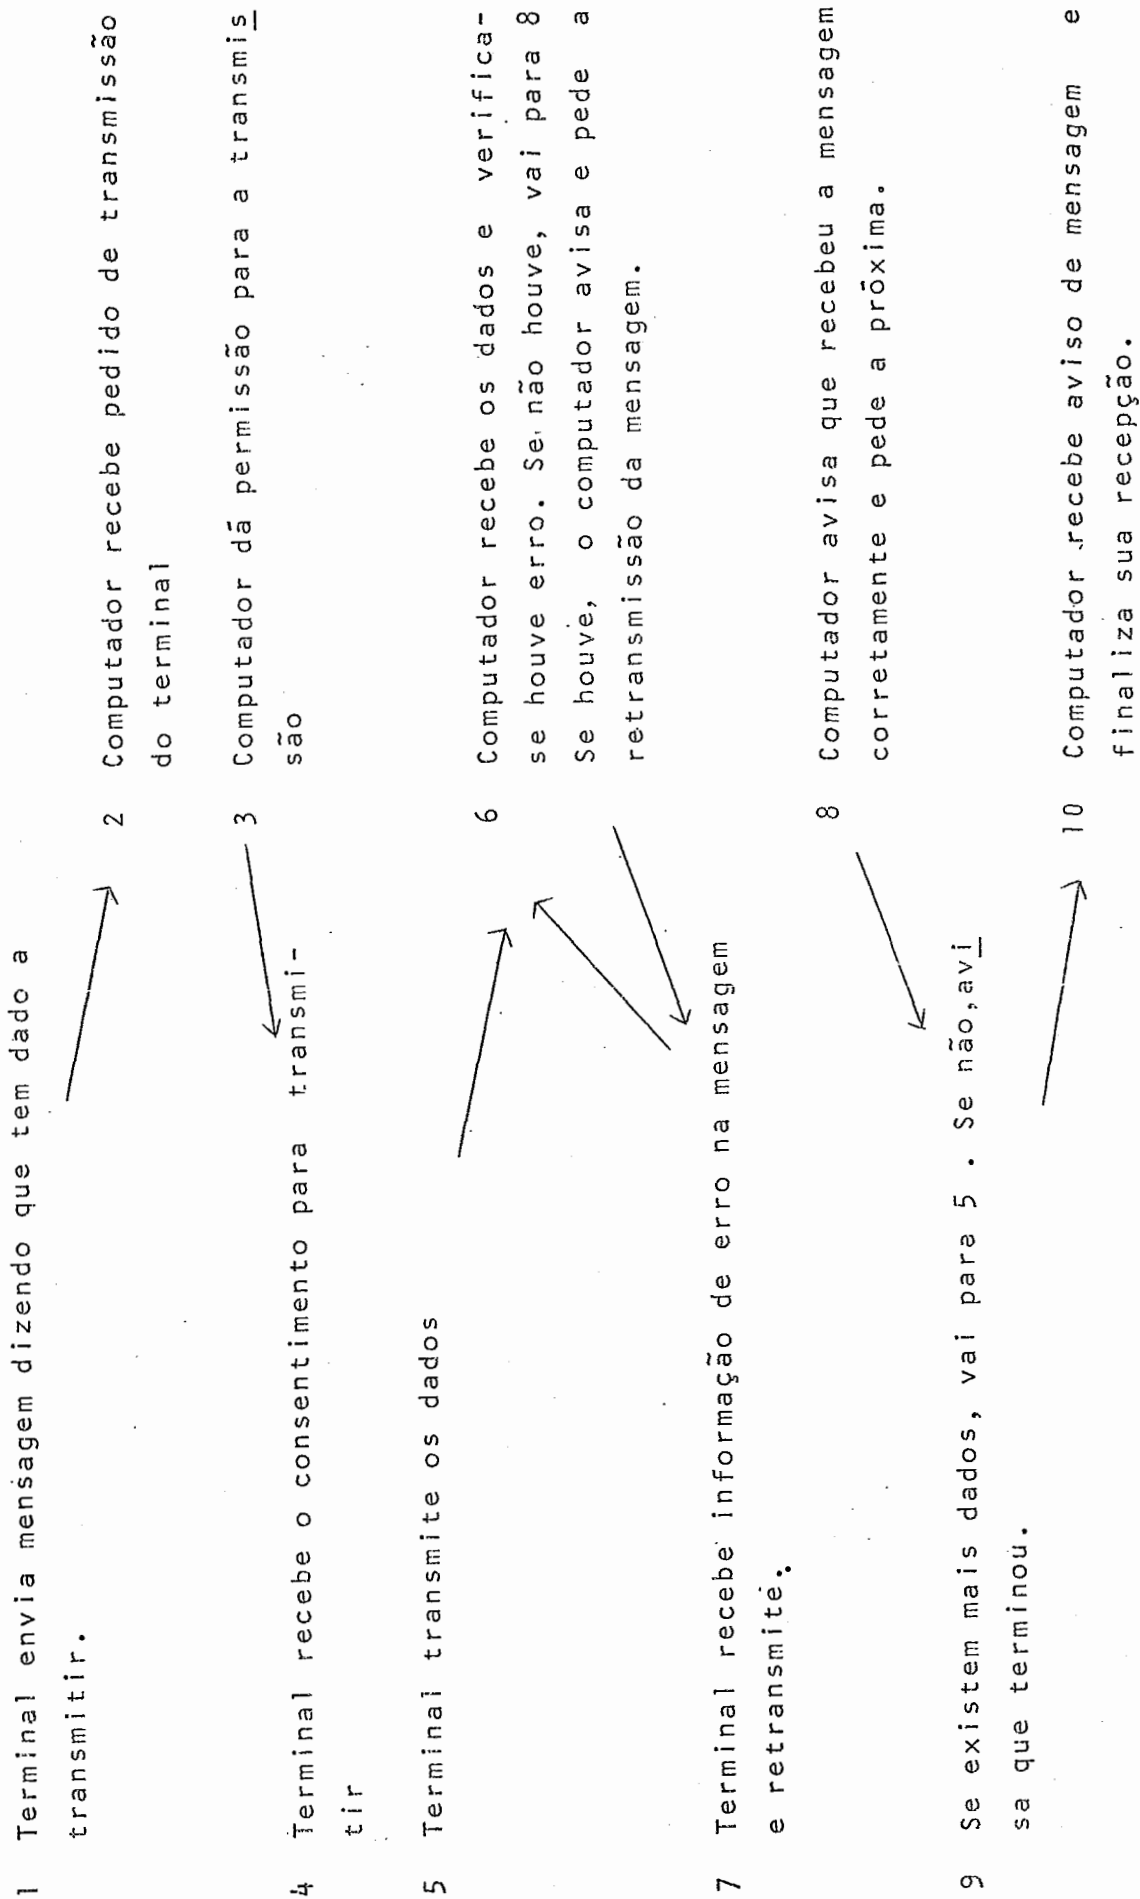 1 Terminal envia mensagem dizendo que tem dado a
transmitir.
2 Computador recebe pedido de transmissão
do terminal
3 Computador dá permissão para a transmis
são
4 Terminal recebe o consentimento para transmi-
tir
5 Terminal transmite os dados
6 Computador recebe os dados e verifica-
se houve erro. Se não houve, vai para 8
Se houve, o computador avisa e pede a
retransmissão da mensagem.
7 Terminal recebe informação de erro na mensagem
e retransmite.
8 Computador avisa que recebeu a mensagem
corretamente e pede a próxima.
9 Se existem mais dados, vai para 5 . Se não,avi
sa que terminou.
10 Computador recebe aviso de mensagem e
finaliza sua recepção.